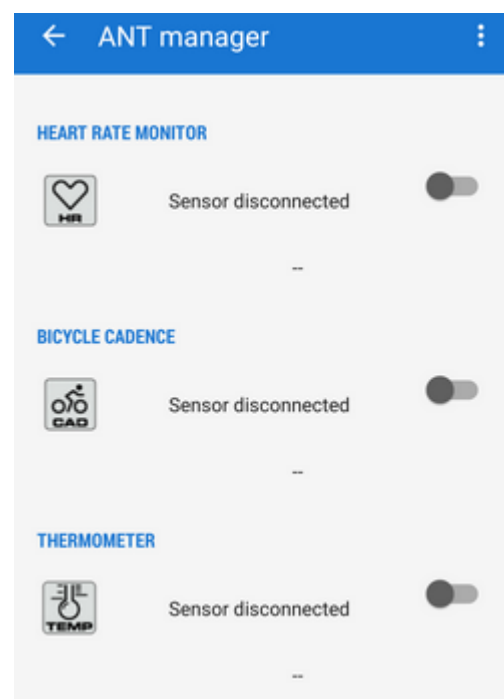 ANT manager
HEART RATE MONITOR
HR
Sensor disconnected
--
BICYCLE CADENCE
CAD
Sensor disconnected
--
THERMOMETER
TEMP
Sensor disconnected
--